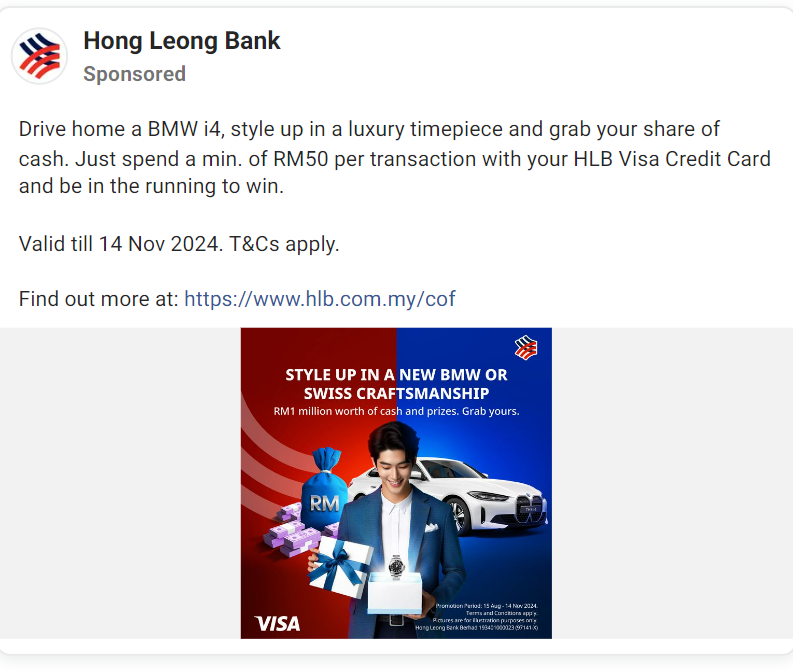 Hong Leong Bank
Sponsored
Drive home a BMW i4, style up in a luxury timepiece and grab your share of
cash. Just spend a min. of RM50 per transaction with your HLB Visa Credit Card
and be in the running to win.
Valid till 14 Nov 2024. T&Cs apply.
Find out more at: https://www.hlb.com.my/cof
STYLE UP IN A NEW BMW OR
SWISS CRAFTSMANSHIP
RM1 million worth of cash and prizes. Grab yours.
RM
VISA
Promotion Period: 15 Aug - 14 Nov 2024.
Terms and Conditions apply.
Pictures are for illustration purposes only.
Hong Leong Bank Berhad 193401000023 (97141-X)